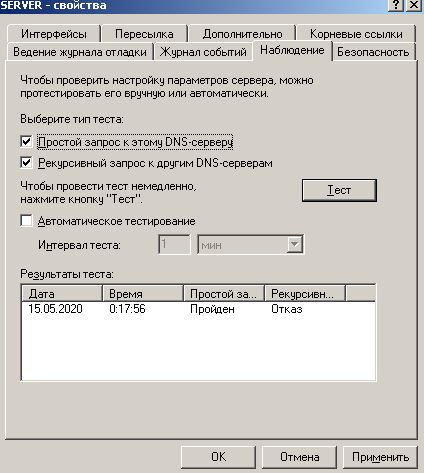 SERVER - свойства
Интерфейсы Пересылка Дополнительно Корневые ссылки
Ведение журнала отладки Журнал событий Наблюдение Безопасность
Чтобы проверить настройку параметров сервера, можно
протестировать его вручную или автоматически.
Выберите тип теста:
Простой запрос к этому DNS-серверу
Рекурсивный запрос к другим DNS-серверам
Чтобы провести тест немедленно,
нажмите кнопку "Тест".
Тест
Автоматическое тестирование
Интервал теста: 1 мин
Результаты теста:
Дата Время Простой за... Рекурсивн...
15.05.2020 0:17:56 Пройден Отказ
OK Отмена Применить